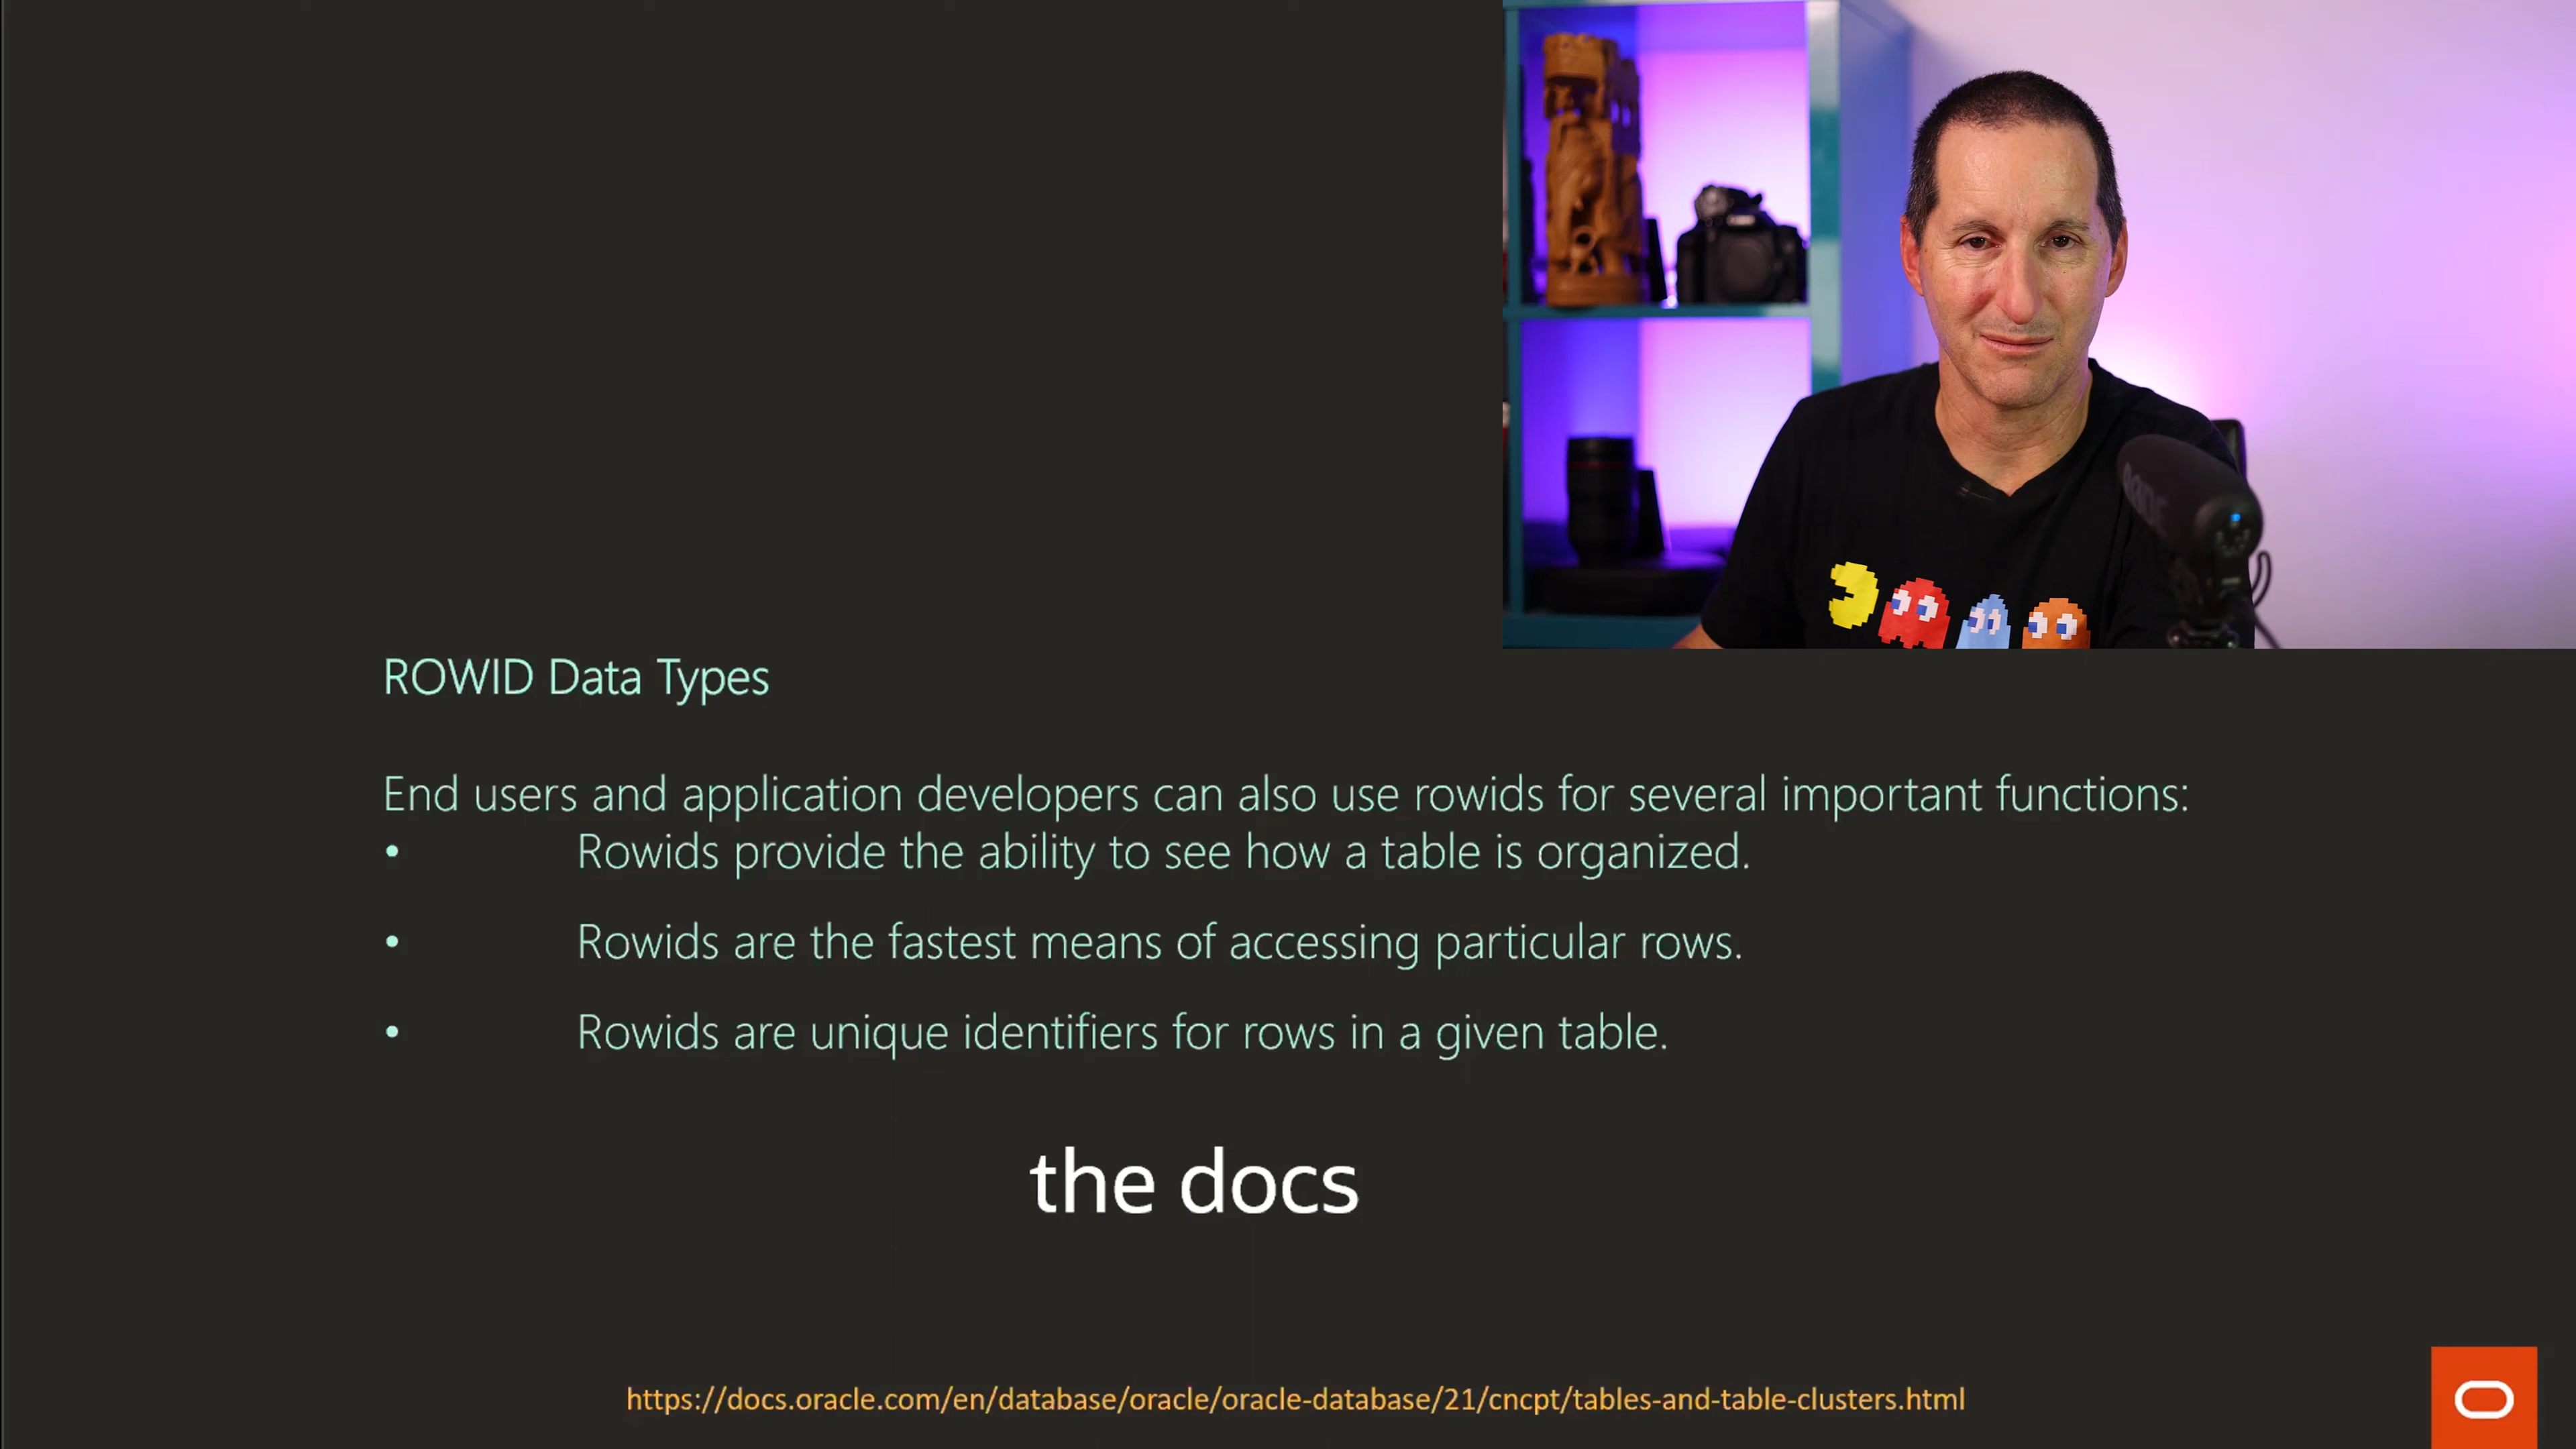 ROWID Data Types
End users and application developers can also use rowids for several important functions:
• Rowids provide the ability to see how a table is organized.
• Rowids are the fastest means of accessing particular rows.
• Rowids are unique identifiers for rows in a given table.
the docs
https://docs.oracle.com/en/database/oracle/oracle-database/21/cncpt/tables-and-table-clusters.html